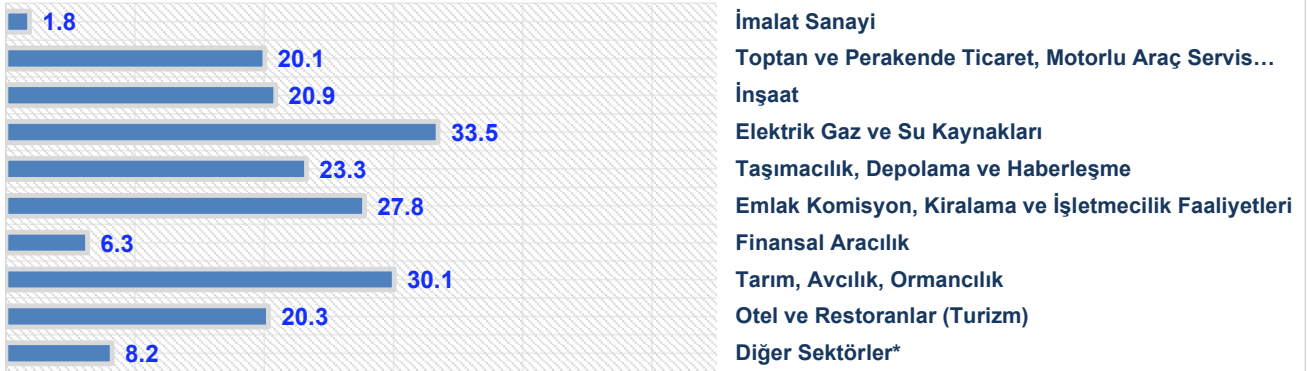 1.8 İmalat Sanayi
20.1 Toptan ve Perakende Ticaret, Motorlu Araç Servis…
20.9 İnşaat
33.5 Elektrik Gaz ve Su Kaynakları
23.3 Taşımacılık, Depolama ve Haberleşme
27.8 Emlak Komisyon, Kiralama ve İşletmecilik Faaliyetleri
6.3 Finansal Aracılık
30.1 Tarım, Avcılık, Ormancılık
20.3 Otel ve Restoranlar (Turizm)
8.2 Diğer Sektörler*